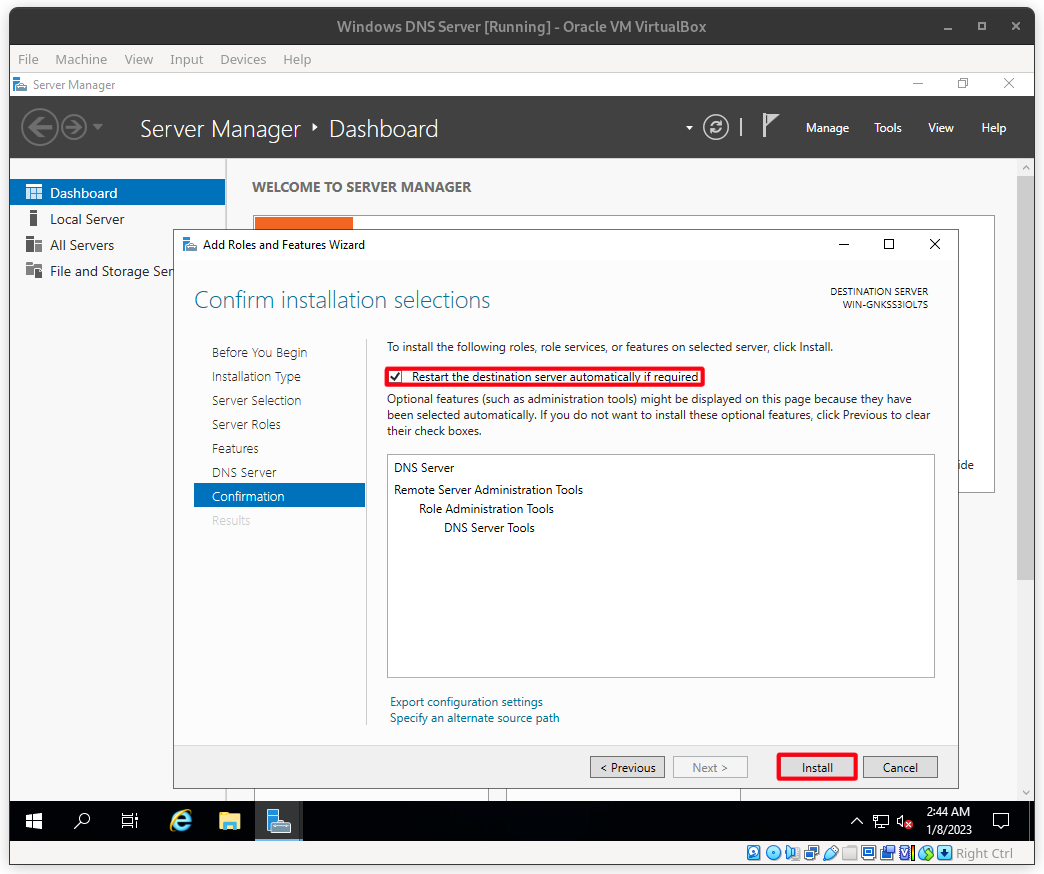 Windows DNS Server [Running] - Oracle VM VirtualBox
File Machine View Input Devices Help
Server Manager
Server Manager Dashboard
Manage Tools View Help
Dashboard
Local Server
All Servers
File and Storage Ser
WELCOME TO SERVER MANAGER
Add Roles and Features Wizard
Confirm installation selections
DESTINATION SERVER
WIN-GNKSS3IOL7S
Before You Begin
Installation Type
Server Selection
Server Roles
Features
DNS Server
Confirmation
Results
To install the following roles, role services, or features on selected server, click Install.
Restart the destination server automatically if required
Optional features (such as administration tools) might be displayed on this page because they have
been selected automatically. If you do not want to install these optional features, click Previous to clear
their check boxes.
DNS Server
Remote Server Administration Tools
Role Administration Tools
DNS Server Tools
ide
Export configuration settings
Specify an alternate source path
< Previous Next > Install Cancel
2:44 AM
1/8/2023
Right Ctrl